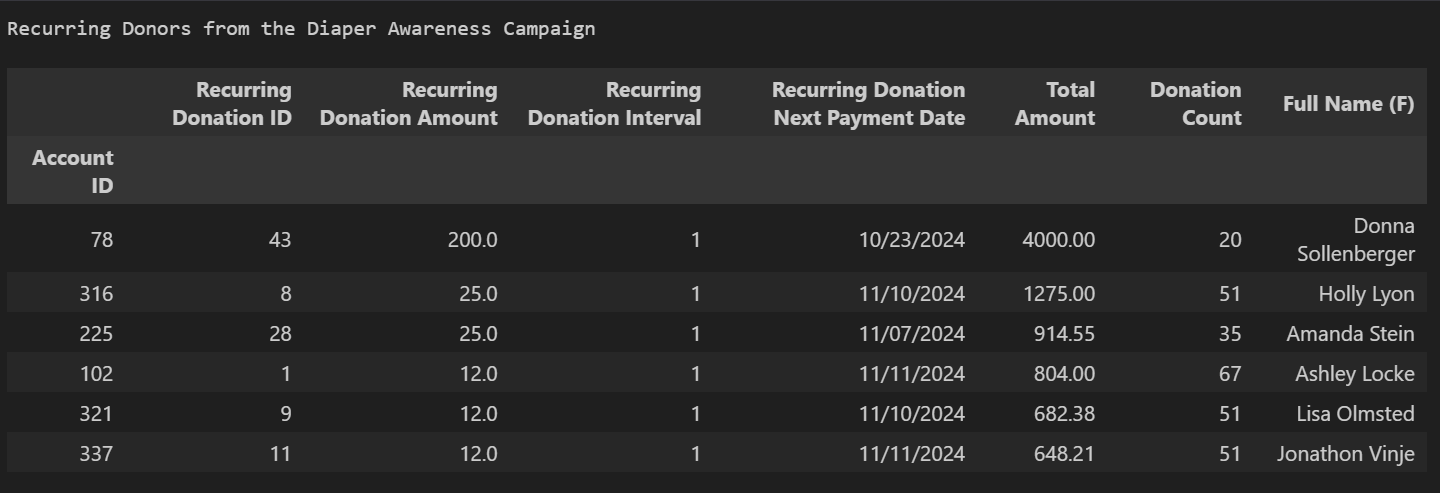 Recurring Donors from the Diaper Awareness Campaign
Recurring Donation ID Recurring Donation Amount Recurring Donation Interval Recurring Donation Next Payment Date Total Amount Donation Count Full Name (F)
Account ID
78 43 200.0 1 10/23/2024 4000.00 20 Donna Sollenberger
316 8 25.0 1 11/10/2024 1275.00 51 Holly Lyon
225 28 25.0 1 11/07/2024 914.55 35 Amanda Stein
102 1 12.0 1 11/11/2024 804.00 67 Ashley Locke
321 9 12.0 1 11/10/2024 682.38 51 Lisa Olmsted
337 11 12.0 1 11/11/2024 648.21 51 Jonathon Vinje